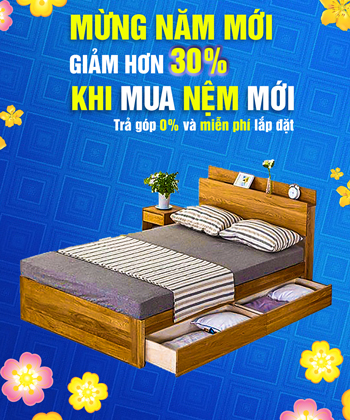 MỪNG NĂM MỚI
GIẢM HƠN 30%
KHI MUA NỆM MỚI
Trả góp 0% và miễn phí lắp đặt